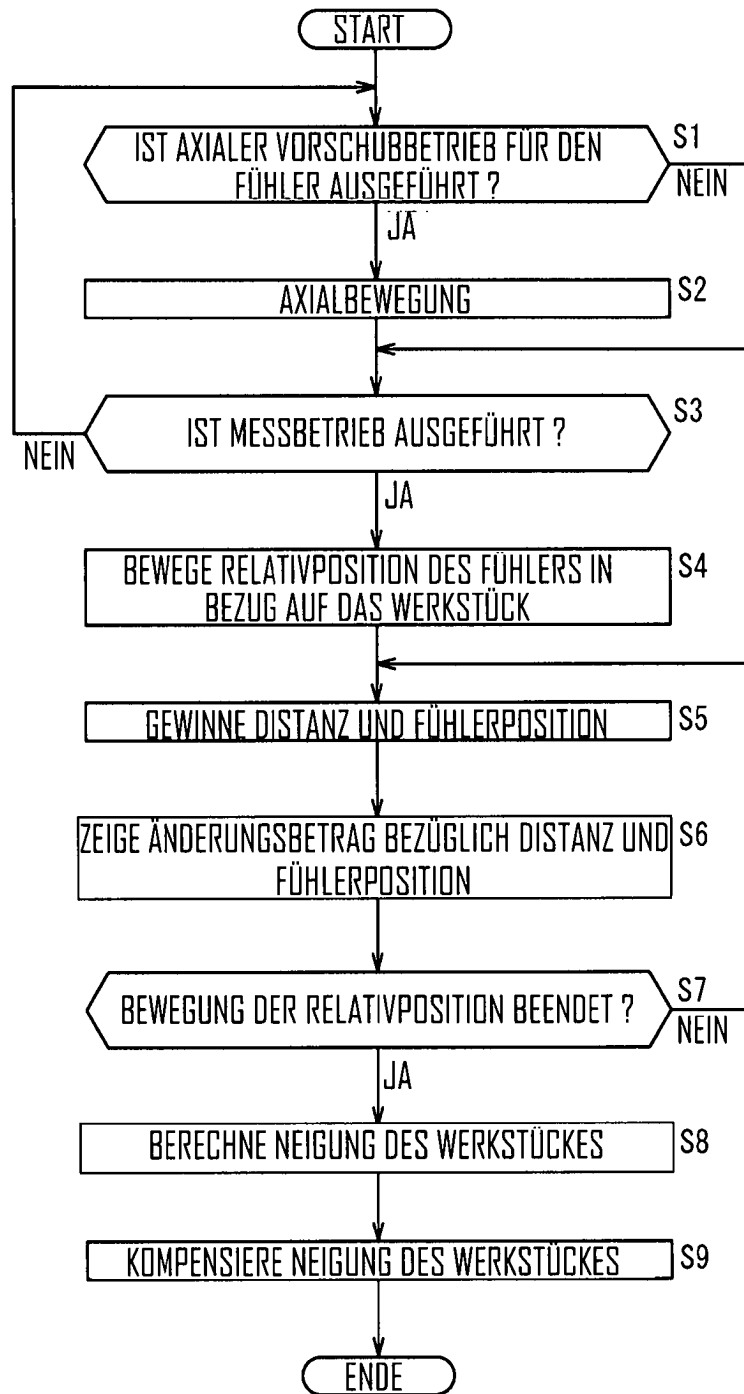 START
IST AXIALER VORSCHUBBETRIEB FÜR DEN
FÜHLER AUSGEFÜHRT ?
S1
NEIN
JA
AXIALBEWEGUNG
S2
IST MESSBETRIEB AUSGEFÜHRT ?
S3
NEIN
JA
BEWEGE RELATIVPOSITION DES FÜHLERS IN
BEZUG AUF DAS WERKSTÜCK
S4
GEWINNE DISTANZ UND FÜHLERPOSITION
S5
ZEIGE ÄNDERUNGSBETRAG BEZÜGLICH DISTANZ UND
FÜHLERPOSITION
S6
BEWEGUNG DER RELATIVPOSITION BEENDET ?
S7
NEIN
JA
BERECHNE NEIGUNG DES WERKSTÜCKES
S8
KOMPENSIERE NEIGUNG DES WERKSTÜCKES
S9
ENDE